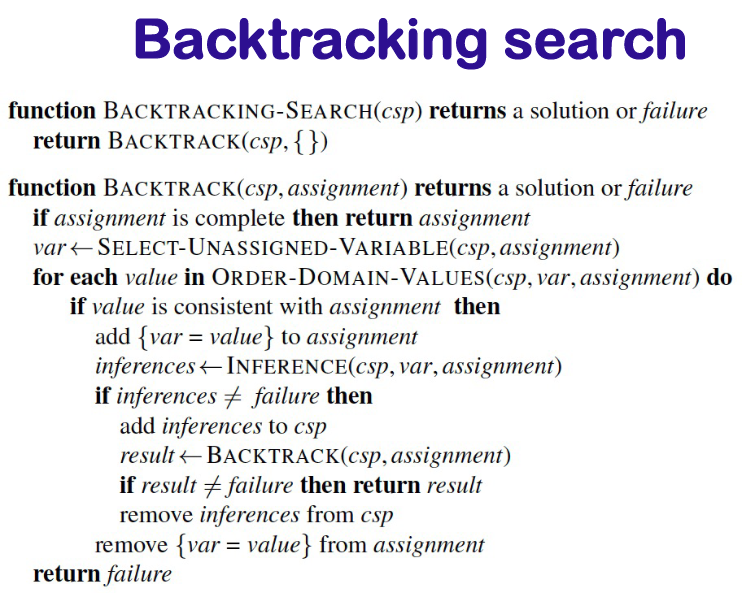 Backtracking search
function BACKTRACKING-SEARCH(csp) returns a solution or failure
return BACKTRACK(csp, { })
function BACKTRACK(csp, assignment) returns a solution or failure
if assignment is complete then return assignment
var ← SELECT-UNASSIGNED-VARIABLE(csp, assignment)
for each value in ORDER-DOMAIN-VALUES(csp, var, assignment) do
if value is consistent with assignment then
add {var = value} to assignment
inferences ← INFERENCE(csp, var, assignment)
if inferences ≠ failure then
add inferences to csp
result ← BACKTRACK(csp, assignment)
if result ≠ failure then return result
remove inferences from csp
remove {var = value} from assignment
return failure